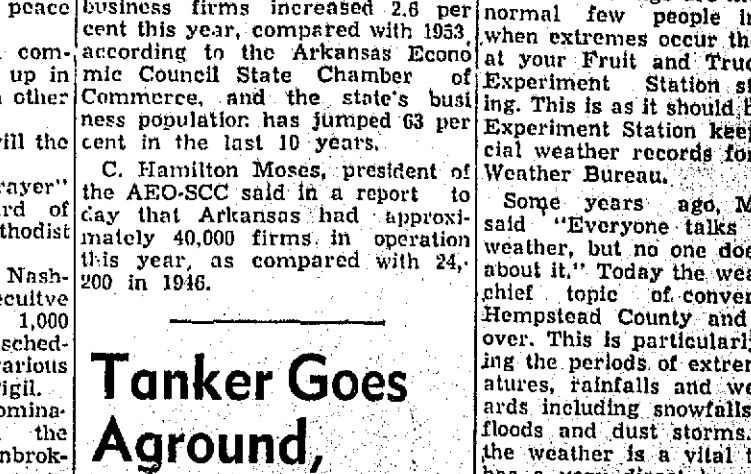 peace
com-
up in
other
will the
rayer"
rd of
thodist
Nash-
ecuitve
1,000
sched-
various
igil.
omina-
the
nbrok-
business firms increased 2.6 per
cent this year, compared with 1953,
according to the Arkansas Econo
mic Council State Chamber of
Commerce, and the state's busi
ness population has jumped 63 per
cent in the last 10 years.
C. Hamilton Moses, president of
the AEO-SCC said in a report to
day that Arkansas had approxi-
mately 40,000 firms in operation
this year, as compared with 24,-
200 in 1946.
Tanker Goes
Aground,
normal few people
when extremes occur
at your Fruit and Truc
Experiment Station
ing. This is as it should
Experiment Station keep
cial weather records for
Weather Bureau.
Some years ago, M
said "Everyone talks
weather, but no one doe
about it." Today the wea
chief topic of conver
Hempstead County and
over. This is particularly
ing the periods of extrem
atures, rainfalls and w
ards including snowfalls
floods and dust storms.
the weather is a vital